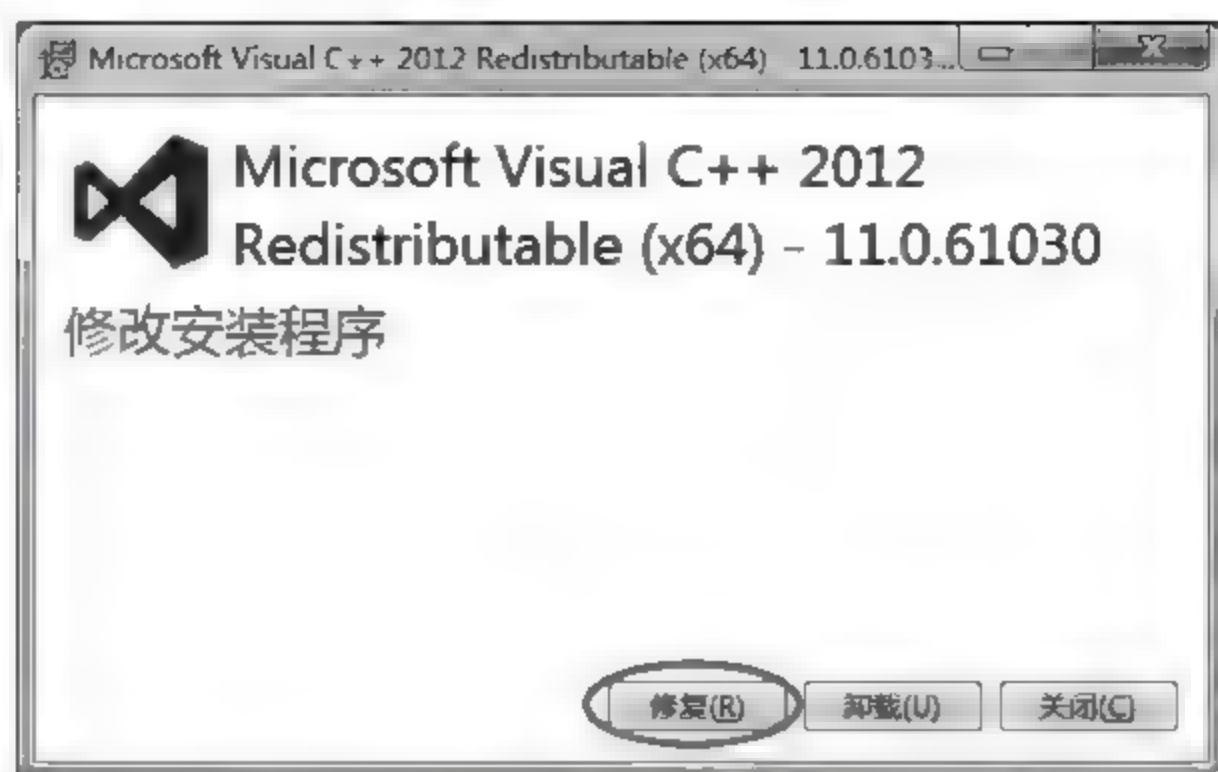 Microsoft Visual C++ 2012 Redistributable (x64) 11.0.6103...
Microsoft Visual C++ 2012
Redistributable (x64) - 11.0.61030
修改安装程序
修复(R) 卸载(U) 关闭(C)